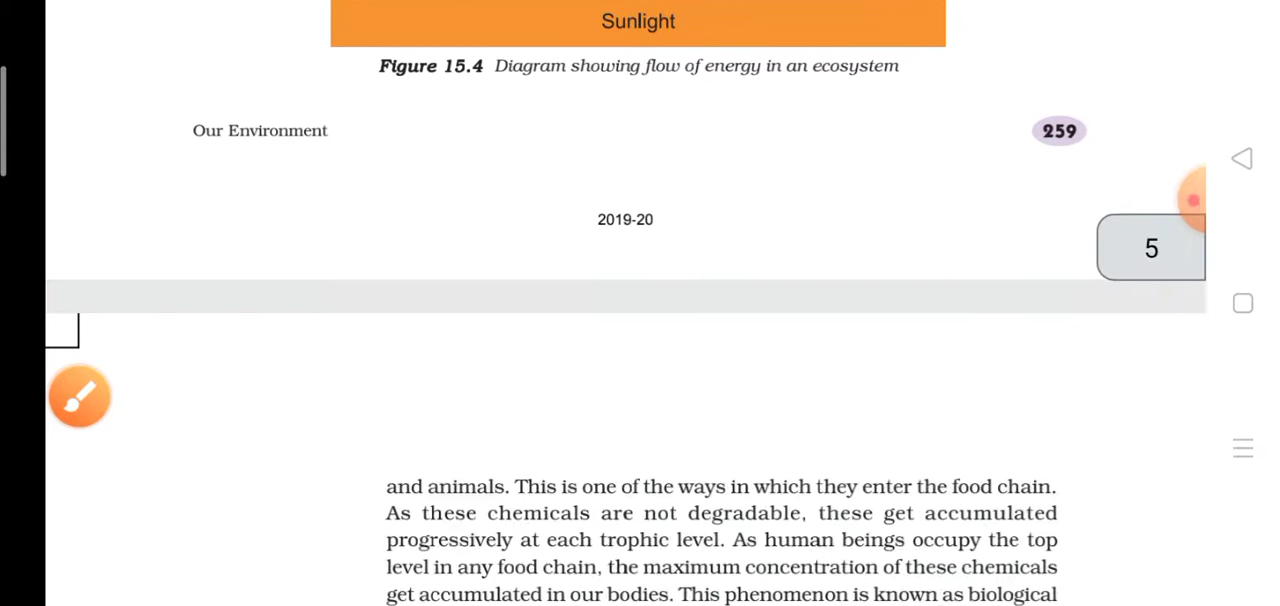 Sunlight
Figure 15.4 Diagram showing flow of energy in an ecosystem
Our Environment
259
2019-20
5
and animals. This is one of the ways in which they enter the food chain.
As these chemicals are not degradable, these get accumulated
progressively at each trophic level. As human beings occupy the top
level in any food chain, the maximum concentration of these chemicals
get accumulated in our bodies. This phenomenon is known as biological